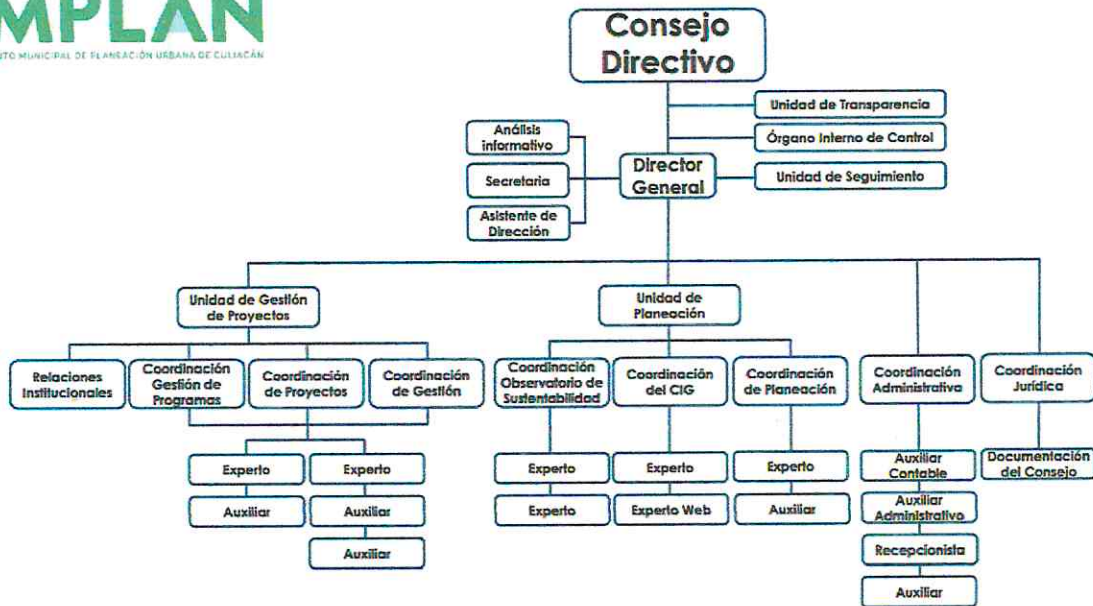 MPLAN
NTO MUNICIPAL DE PLANEACIÓN URBANA DE CULIACÁN
Consejo
Directivo
Unidad de Transparencia
Órgano Interno de Control
Análisis
informativo
Secretaria
Asistente de
Dirección
Director
General
Unidad de Seguimiento
Unidad de Gestión
de Proyectos
Unidad de
Planeación
Relaciones
Institucionales
Coordinación
Gestión de
Programas
Coordinación
de Proyectos
Coordinación
de Gestión
Coordinación
Observatorio de
Sustentabilidad
Coordinación
del CIG
Coordinación
de Planeación
Coordinación
Administrativa
Coordinación
Jurídica
Experto
Auxiliar
Experto
Auxiliar
Auxiliar
Experto
Experto
Experto
Experto Web
Experto
Auxiliar
Auxiliar
Contable
Auxiliar
Administrativo
Recepcionista
Auxiliar
Documentación
del Consejo